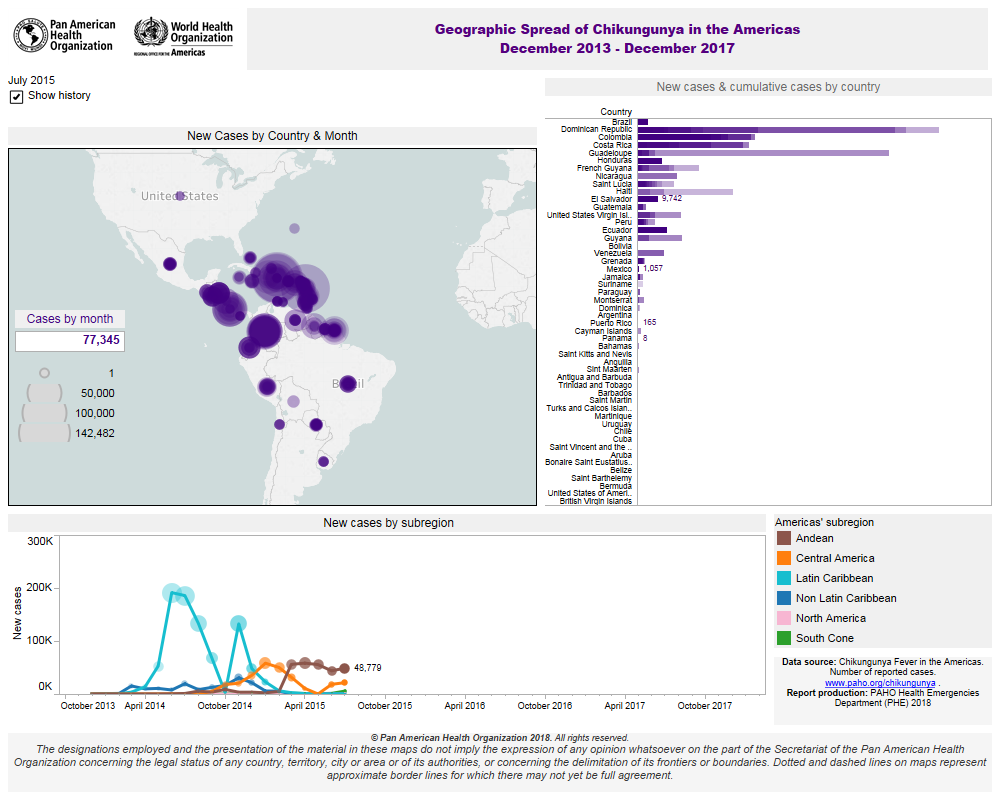 Pan American
Health
Organization
World Health
Organization
REGIONAL OFFICE FOR THE Americas
Geographic Spread of Chikungunya in the Americas
December 2013 - December 2017
July 2015
Show history
New Cases by Country & Month
United States
Brazil
Cases by month
77,345
1
50,000
100,000
142,482
New cases & cumulative cases by country
Country
Brazil
Dominican Republic
Colombia
Costa Rica
Guadeloupe
Honduras
French Guyana
Nicaragua
Saint Lucia
Haiti
El Salvador 9,742
Guatemala
United States Virgin Isl..
Peru
Ecuador
Guyana
Bolivia
Venezuela
Grenada
Mexico 1,057
Jamaica
Suriname
Paraguay
Montserrat
Dominica
Argentina
Puerto Rico 165
Cayman Islands
Panama 8
Bahamas
Saint Kitts and Nevis
Anguilla
Sint Maarten
Antigua and Barbuda
Trinidad and Tobago
Barbados
Saint Martin
Turks and Caicos Islan..
Martinique
Uruguay
Chile
Cuba
Saint Vincent and the ..
Aruba
Bonaire Saint Eustatius..
Belize
Saint Barthelemy
Bermuda
United States of Ameri..
British Virgin Islands
New cases by subregion
New cases
300K
200K
100K
0K
48,779
October 2013 April 2014 October 2014 April 2015 October 2015 April 2016 October 2016 April 2017 October 2017
Americas' subregion
Andean
Central America
Latin Caribbean
Non Latin Caribbean
North America
South Cone
Data source: Chikungunya Fever in the Americas.
Number of reported cases.
www.paho.org/chikungunya .
Report production: PAHO Health Emergencies
Department (PHE) 2018
© Pan American Health Organization 2018. All rights reserved.
The designations employed and the presentation of the material in these maps do not imply the expression of any opinion whatsoever on the part of the Secretariat of the Pan American Health
Organization concerning the legal status of any country, territory, city or area or of its authorities, or concerning the delimitation of its frontiers or boundaries. Dotted and dashed lines on maps represent
approximate border lines for which there may not yet be full agreement.